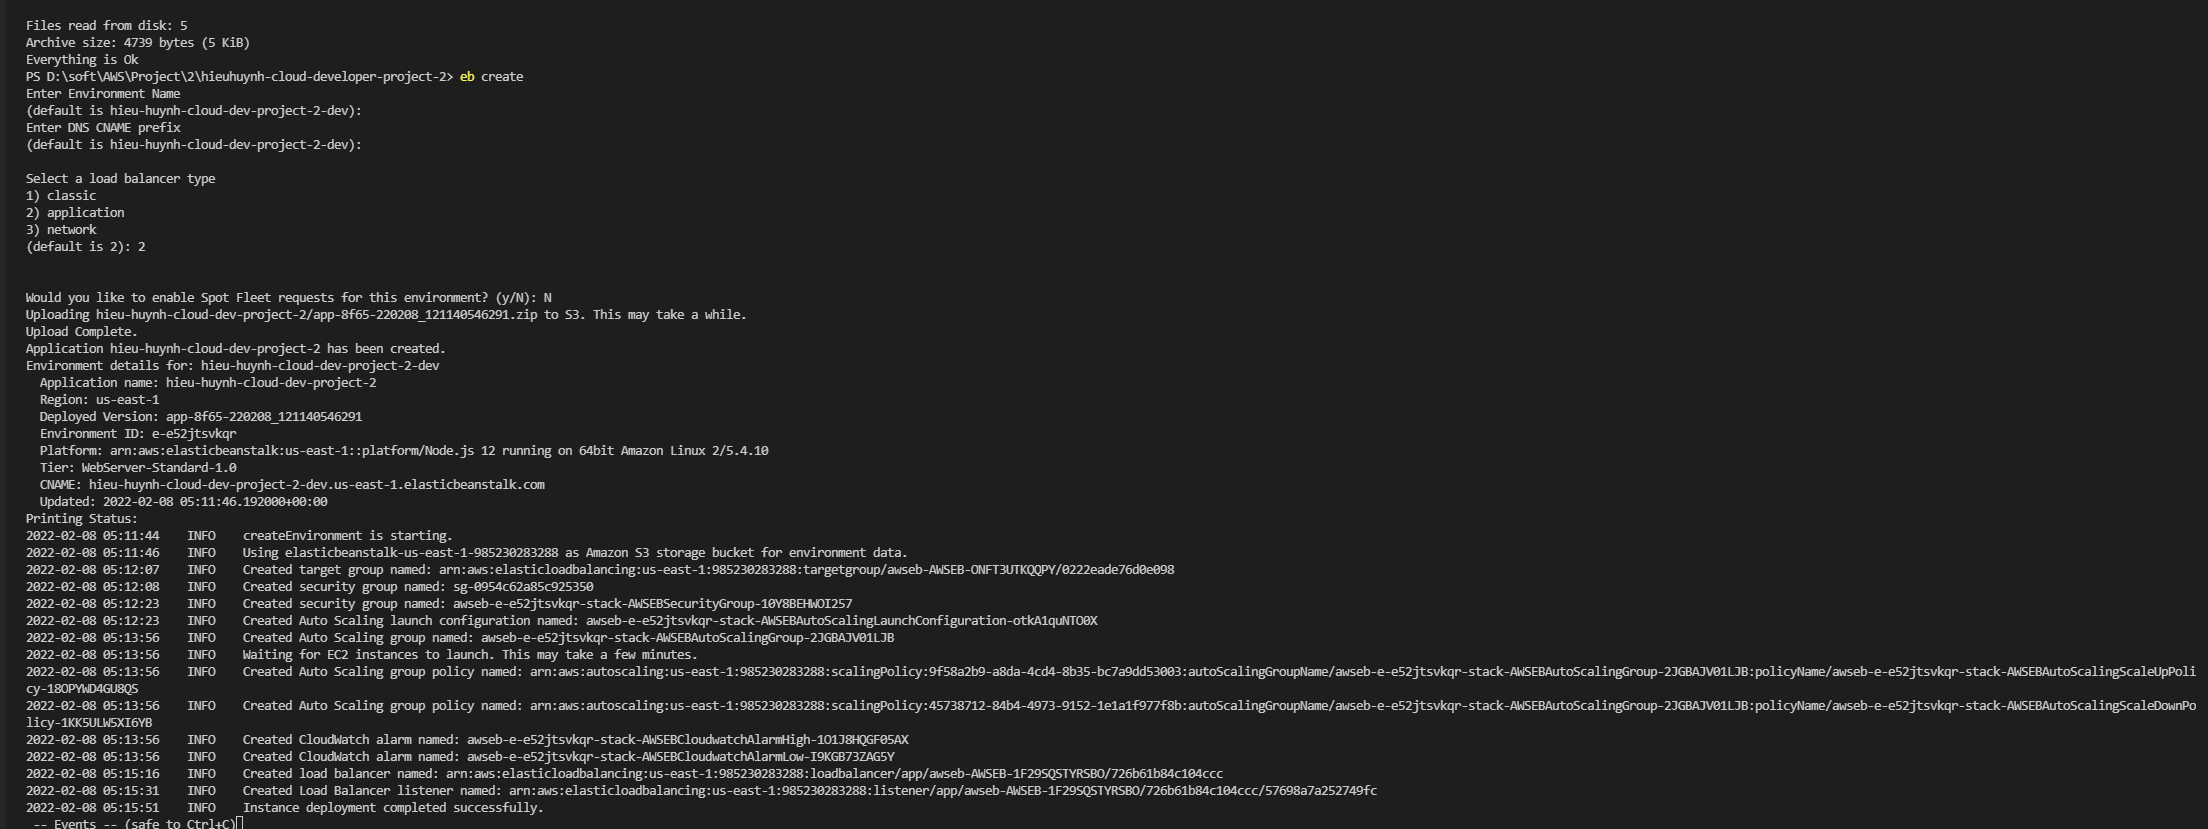 Files read from disk: 5
Archive size: 4739 bytes (5 KiB)
Everything is Ok
PS D:\soft\AWS\Project\2\hieuhuynh-cloud-developer-project-2> eb create
Enter Environment Name
(default is hieu-huynh-cloud-dev-project-2-dev):
Enter DNS CNAME prefix
(default is hieu-huynh-cloud-dev-project-2-dev):
Select a load balancer type
1) classic
2) application
3) network
(default is 2): 2
Would you like to enable Spot Fleet requests for this environment? (y/N): N
Uploading hieu-huynh-cloud-dev-project-2/app-8f65-220208_121140546291.zip to S3. This may take a while.
Upload Complete.
Application hieu-huynh-cloud-dev-project-2 has been created.
Environment details for: hieu-huynh-cloud-dev-project-2-dev
  Application name: hieu-huynh-cloud-dev-project-2
  Region: us-east-1
  Deployed Version: app-8f65-220208_121140546291
  Environment ID: e-e52jtsvkqr
  Platform: arn:aws:elasticbeanstalk:us-east-1::platform/Node.js 12 running on 64bit Amazon Linux 2/5.4.10
  Tier: WebServer-Standard-1.0
  CNAME: hieu-huynh-cloud-dev-project-2-dev.us-east-1.elasticbeanstalk.com
  Updated: 2022-02-08 05:11:46.192000+00:00
Printing Status:
2022-02-08 05:11:44    INFO    createEnvironment is starting.
2022-02-08 05:11:46    INFO    Using elasticbeanstalk-us-east-1-985230283288 as Amazon S3 storage bucket for environment data.
2022-02-08 05:12:07    INFO    Created target group named: arn:aws:elasticloadbalancing:us-east-1:985230283288:targetgroup/awseb-AWSEB-ONFT3UTKQQPY/0222eade76d0e098
2022-02-08 05:12:08    INFO    Created security group named: sg-0954c62a85c925350
2022-02-08 05:12:23    INFO    Created security group named: awseb-e-e52jtsvkqr-stack-AWSEBSecurityGroup-10Y8BEHWOI257
2022-02-08 05:12:23    INFO    Created Auto Scaling launch configuration named: awseb-e-e52jtsvkqr-stack-AWSEBAutoScalingLaunchConfiguration-otkA1quNTO0X
2022-02-08 05:13:56    INFO    Created Auto Scaling group named: awseb-e-e52jtsvkqr-stack-AWSEBAutoScalingGroup-2JGBAJV01LJB
2022-02-08 05:13:56    INFO    Waiting for EC2 instances to launch. This may take a few minutes.
2022-02-08 05:13:56    INFO    Created Auto Scaling group policy named: arn:aws:autoscaling:us-east-1:985230283288:scalingPolicy:9f58a2b9-a8da-4cd4-8b35-bc7a9dd53003:autoScalingGroupName/awseb-e-e52jtsvkqr-stack-AWSEBAutoScalingGroup-2JGBAJV01LJB:policyName/awseb-e-e52jtsvkqr-stack-AWSEBAutoScalingScaleUpPoli
cy-18OPYWD4GU8QS
2022-02-08 05:13:56    INFO    Created Auto Scaling group policy named: arn:aws:autoscaling:us-east-1:985230283288:scalingPolicy:45738712-84b4-4973-9152-1e1a1f977f8b:autoScalingGroupName/awseb-e-e52jtsvkqr-stack-AWSEBAutoScalingGroup-2JGBAJV01LJB:policyName/awseb-e-e52jtsvkqr-stack-AWSEBAutoScalingScaleDownPo
licy-1KK5ULW5XI6YB
2022-02-08 05:13:56    INFO    Created CloudWatch alarm named: awseb-e-e52jtsvkqr-stack-AWSEBCloudwatchAlarmHigh-1O1J8HQGF05AX
2022-02-08 05:13:56    INFO    Created CloudWatch alarm named: awseb-e-e52jtsvkqr-stack-AWSEBCloudwatchAlarmLow-I9KGB73ZAG5Y
2022-02-08 05:15:16    INFO    Created load balancer named: arn:aws:elasticloadbalancing:us-east-1:985230283288:loadbalancer/app/awseb-AWSEB-1F29SQSTYRSBO/726b61b84c104ccc
2022-02-08 05:15:31    INFO    Created Load Balancer listener named: arn:aws:elasticloadbalancing:us-east-1:985230283288:listener/app/awseb-AWSEB-1F29SQSTYRSBO/726b61b84c104ccc/57698a7a252749fc
2022-02-08 05:15:51    INFO    Instance deployment completed successfully.
 -- Events -- (safe to Ctrl+C)